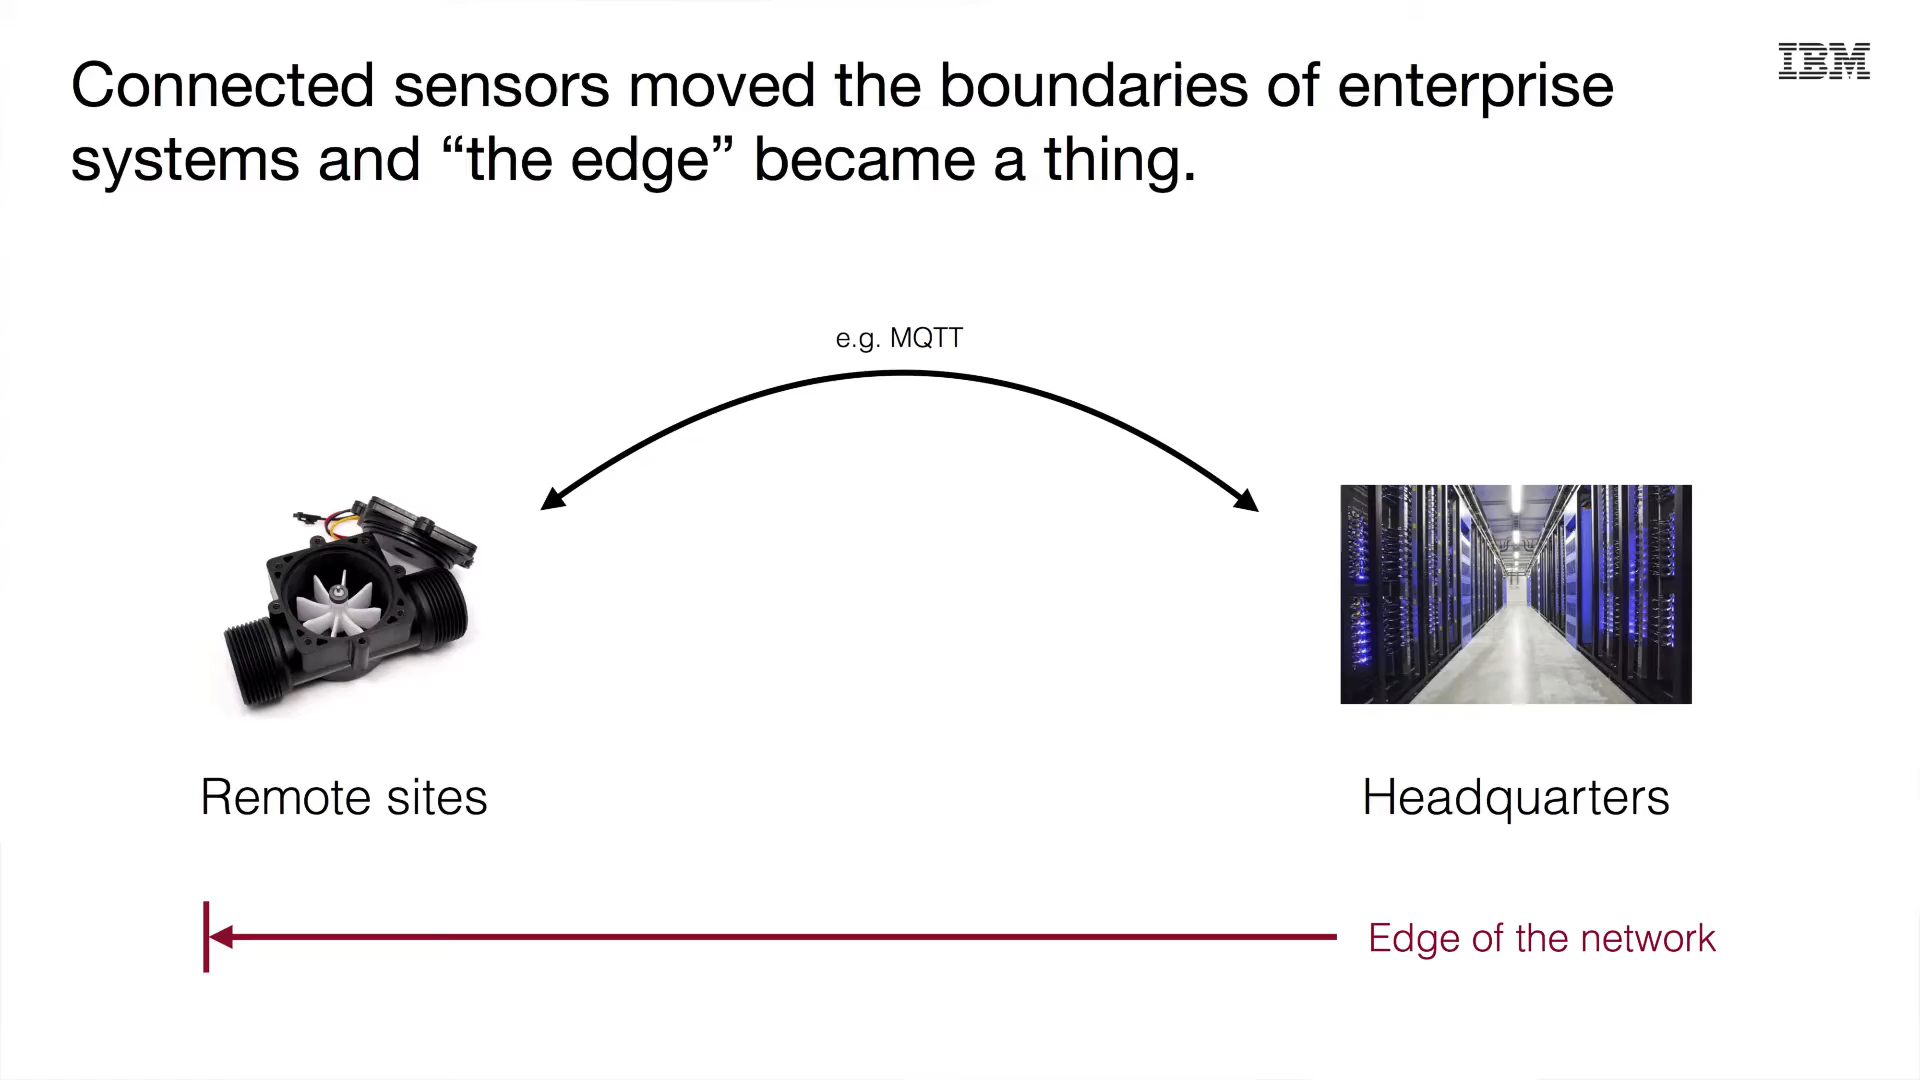 Connected sensors moved the boundaries of enterprise
systems and “the edge” became a thing.
IBM
e.g. MQTT
Remote sites
Headquarters
Edge of the network